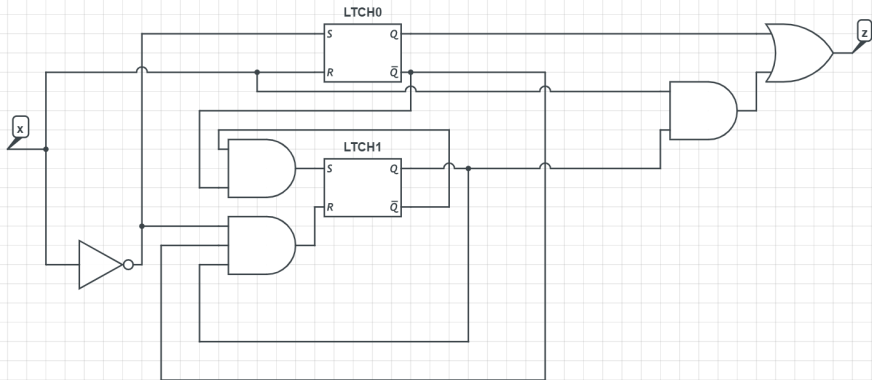 LTCH0
S Q
R Q̅
z
x
LTCH1
S Q
R Q̅